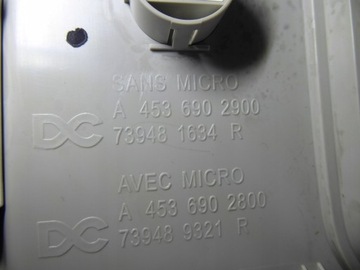 SANS MICRO
A 453 690 2900
DC 73948 1634 R
AVEC MICRO
A 453 690 2800
DC 73948 9321 R